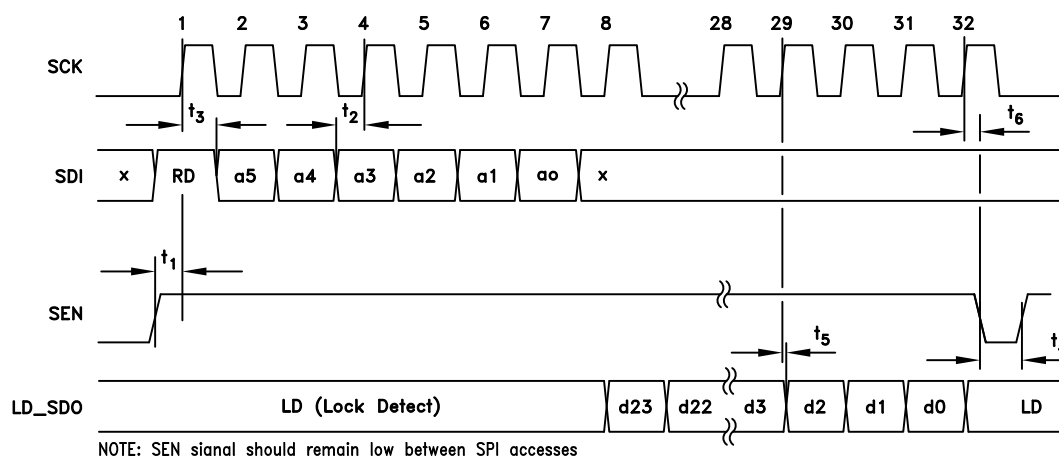 1 2 3 4 5 6 7 8 28 29 30 31 32
SCK
t3 t2 t6
SDI x RD a5 a4 a3 a2 a1 ao x
t1
SEN
t5
LD_SDO LD (Lock Detect) d23 d22 d3 d2 d1 d0 LD
NOTE: SEN signal should remain low between SPI accesses